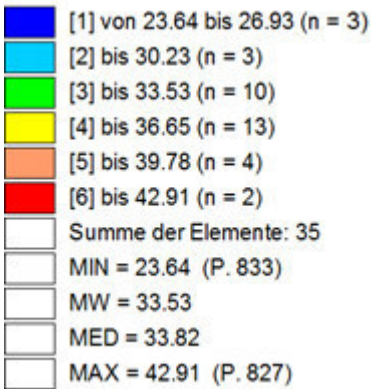 [1] von 23.64 bis 26.93 (n = 3)
[2] bis 30.23 (n = 3)
[3] bis 33.53 (n = 10)
[4] bis 36.65 (n = 13)
[5] bis 39.78 (n = 4)
[6] bis 42.91 (n = 2)
Summe der Elemente: 35
MIN = 23.64 (P. 833)
MW = 33.53
MED = 33.82
MAX = 42.91 (P. 827)